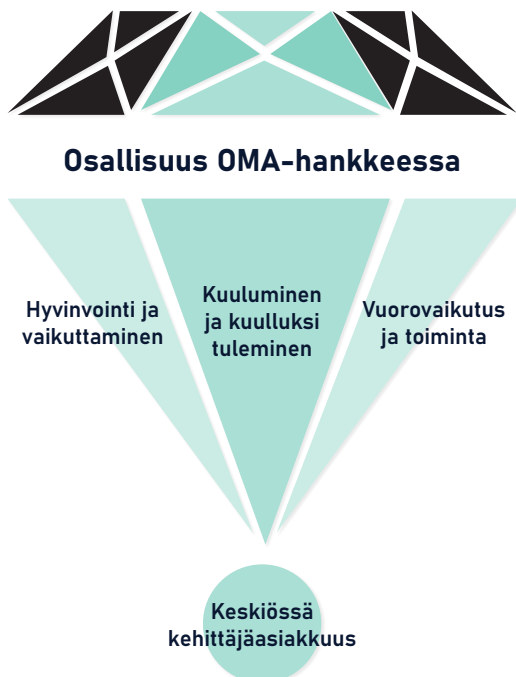 Osallisuus OMA-hankkeessa
Hyvinvointi ja
vaikuttaminen
Kuuluminen
ja kuulluksi
tuleminen
Vuorovaikutus
ja toiminta
Keskiössä
kehittäjäasiakkuus